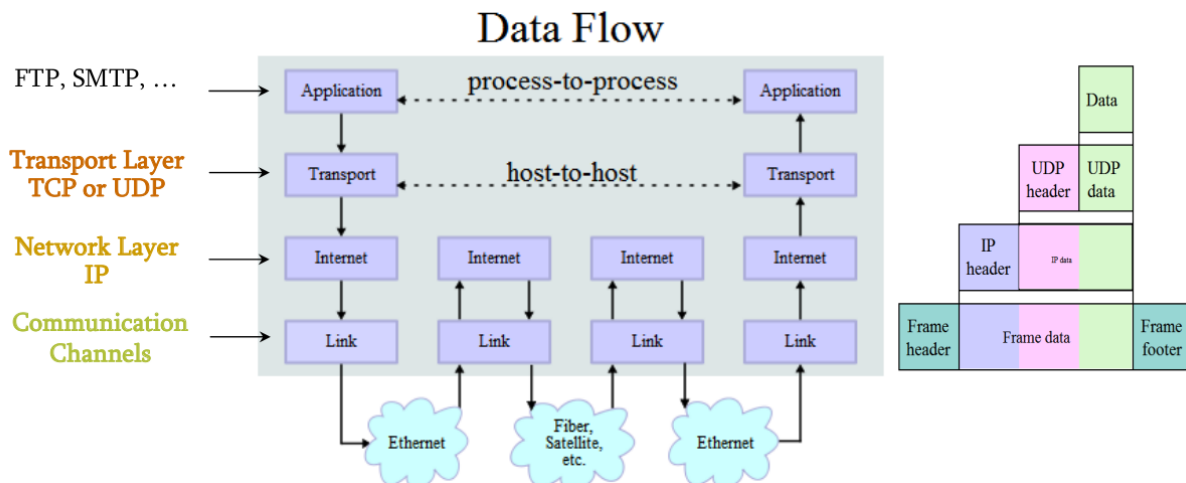 Data Flow
FTP, SMTP, …
Application
process-to-process
Application
Transport Layer
TCP or UDP
Transport
host-to-host
Transport
Network Layer
IP
Internet
Internet
Internet
Internet
Communication
Channels
Link
Link
Link
Link
Ethernet
Fiber,
Satellite,
etc.
Ethernet
Data
UDP
header
UDP
data
IP
header
IP data
Frame
header
Frame data
Frame
footer